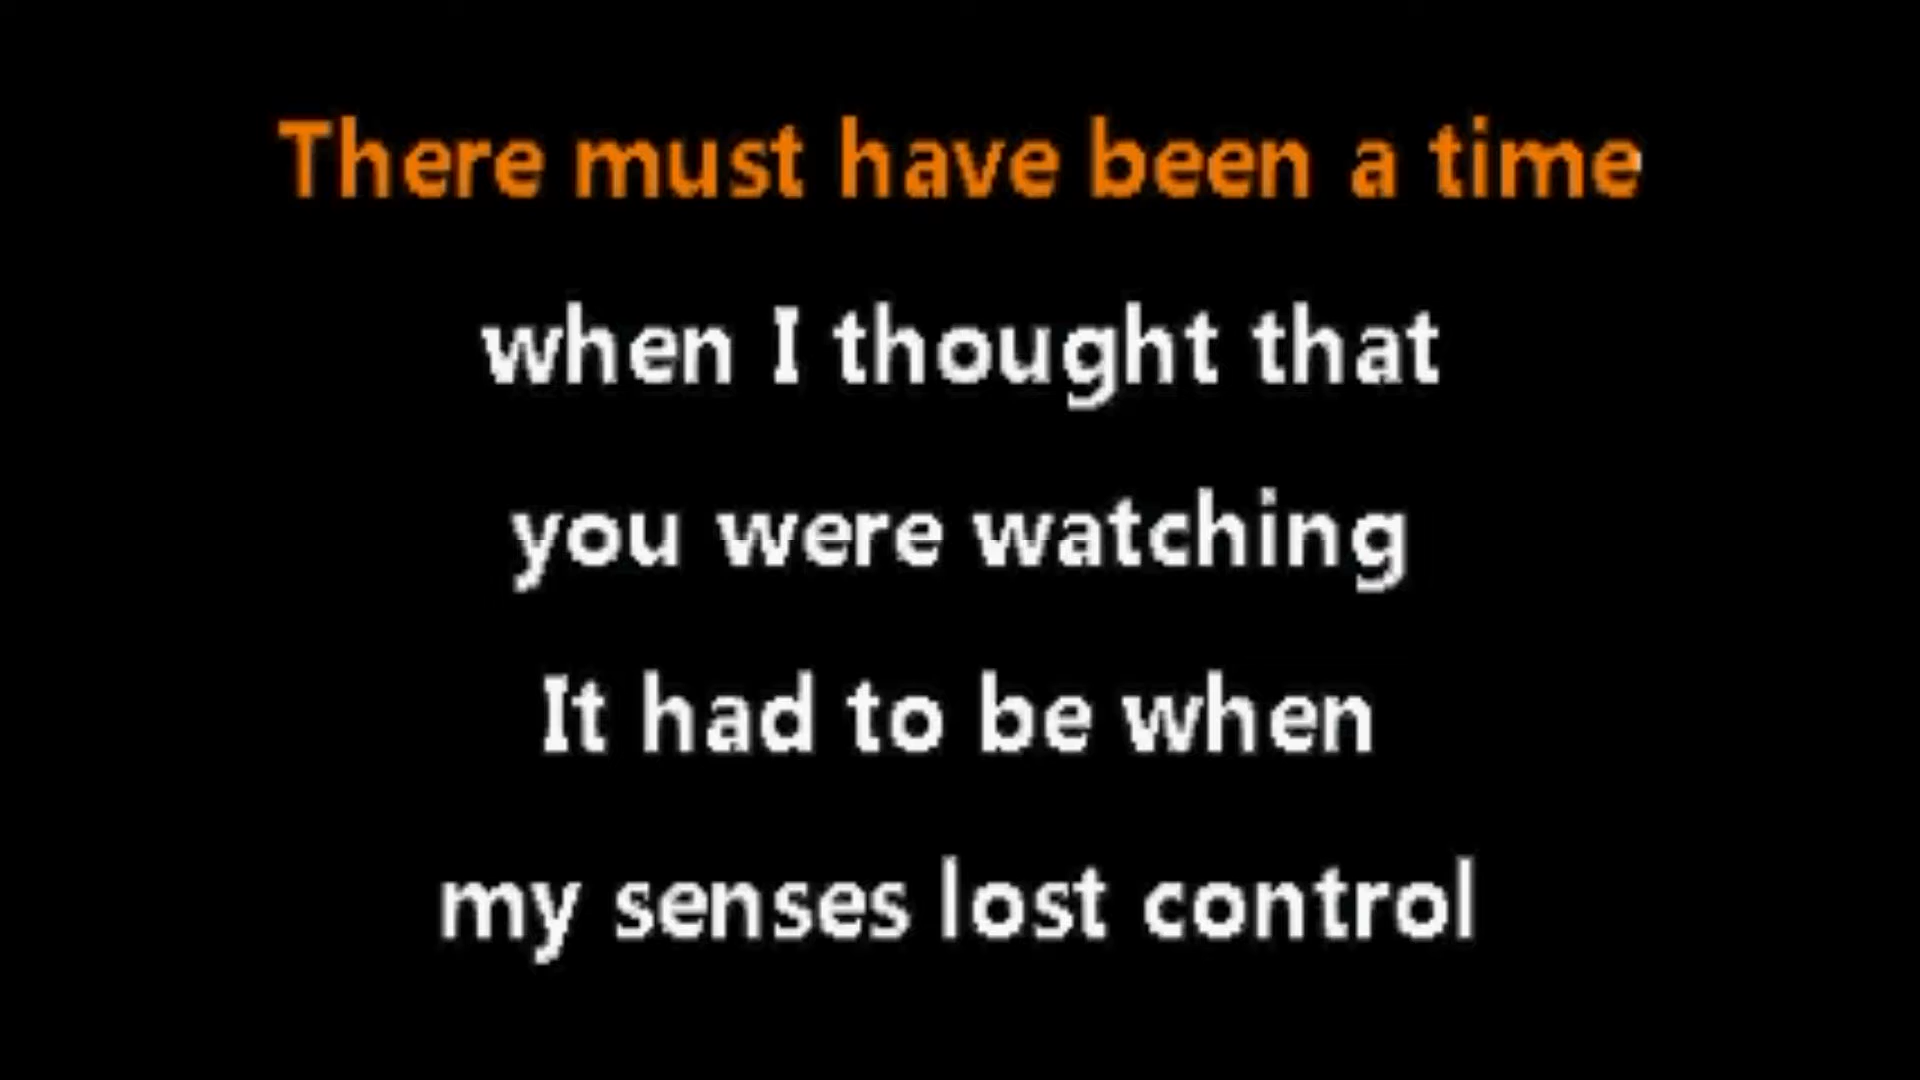 There must have been a time
when I thought that
you were watching
It had to be when
my senses lost control